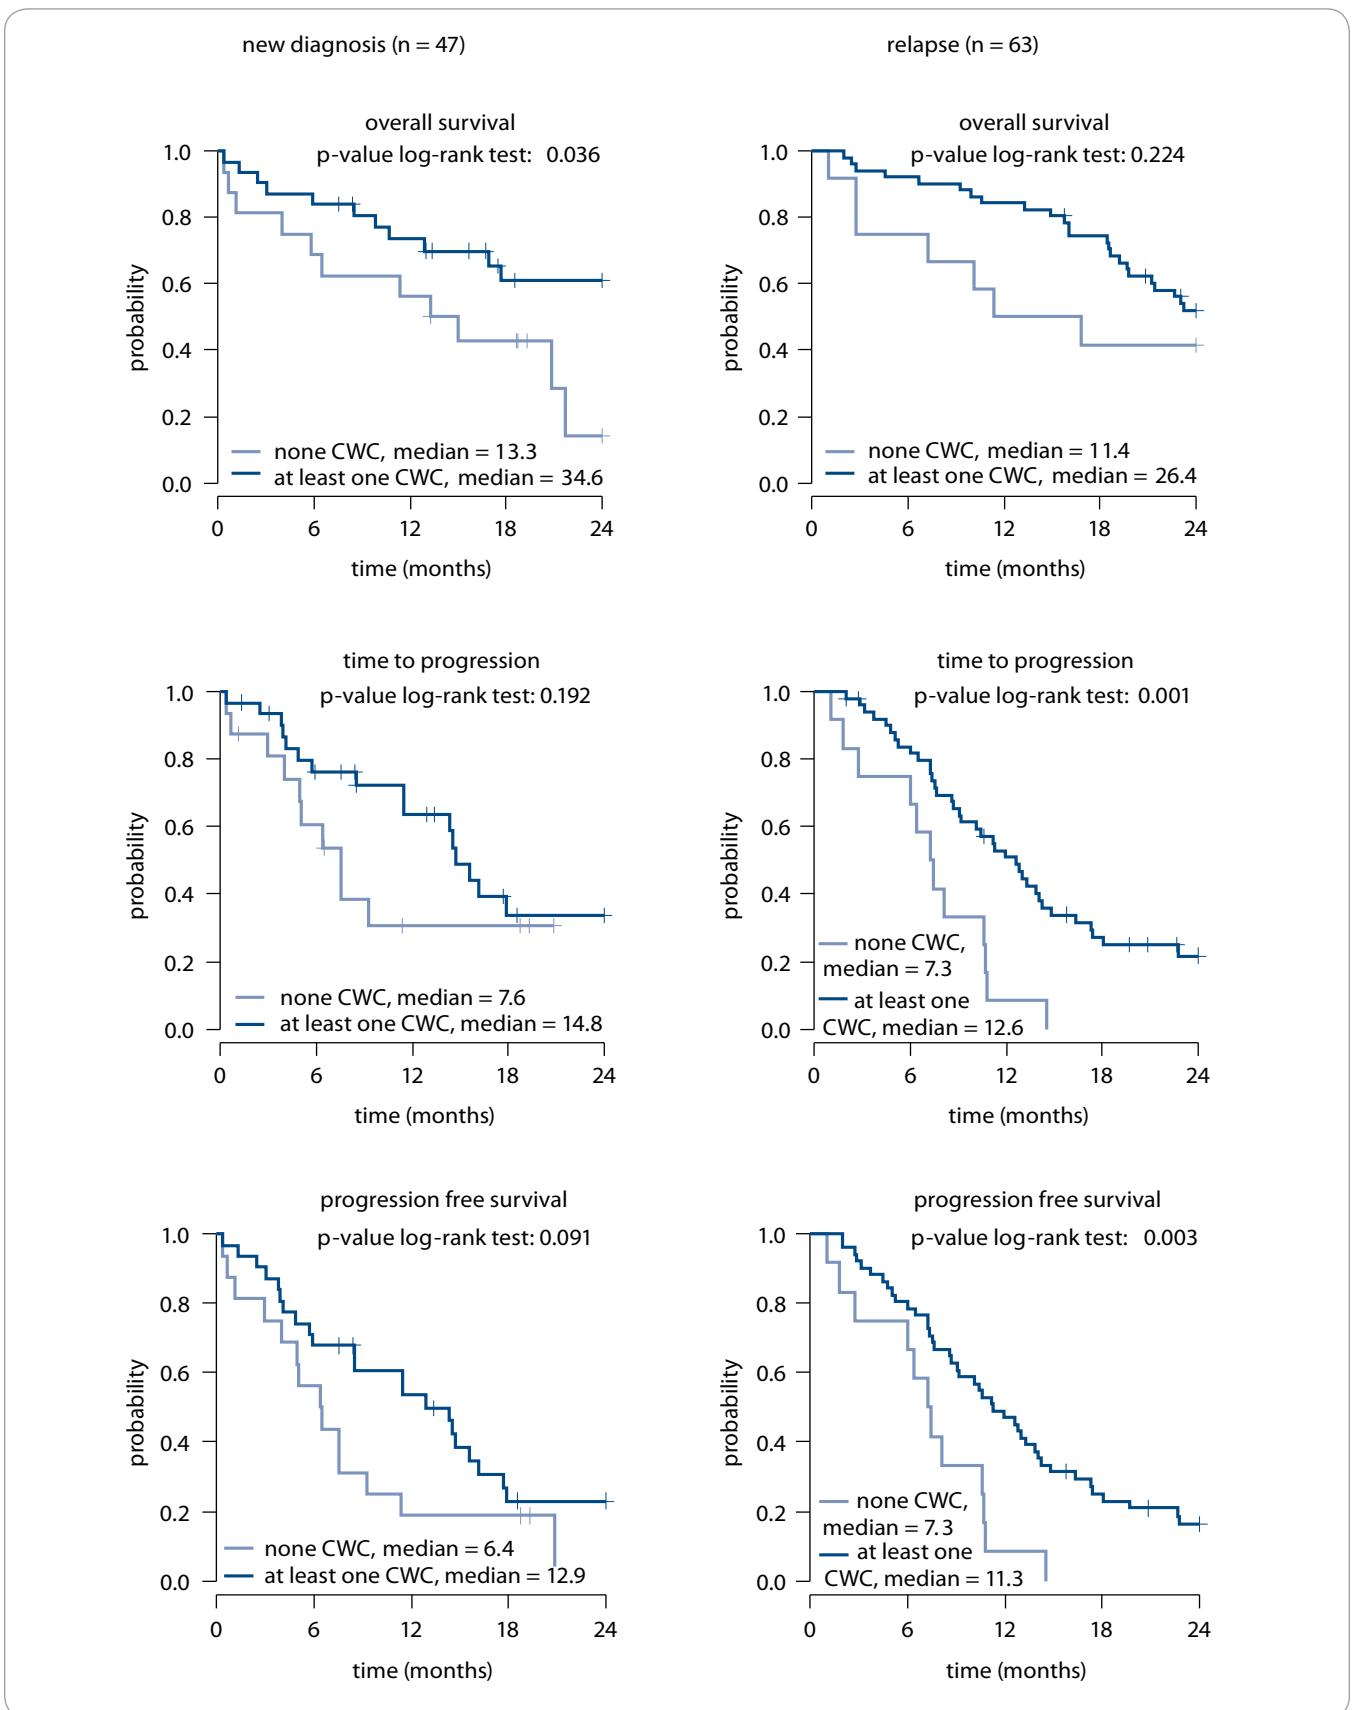 new diagnosis (n = 47)
relapse (n = 63)
overall survival
p-value log-rank test: 0.036
1.0
0.8
0.6
0.4
0.2
0.0
probability
none CWC, median = 13.3
at least one CWC, median = 34.6
0 6 12 18 24
time (months)
overall survival
p-value log-rank test: 0.224
1.0
0.8
0.6
0.4
0.2
0.0
probability
none CWC, median = 11.4
at least one CWC, median = 26.4
0 6 12 18 24
time (months)
time to progression
p-value log-rank test: 0.192
1.0
0.8
0.6
0.4
0.2
0.0
probability
none CWC, median = 7.6
at least one CWC, median = 14.8
0 6 12 18 24
time (months)
time to progression
p-value log-rank test: 0.001
1.0
0.8
0.6
0.4
0.2
0.0
probability
none CWC,
median = 7.3
at least one
CWC, median = 12.6
0 6 12 18 24
time (months)
progression free survival
p-value log-rank test: 0.091
1.0
0.8
0.6
0.4
0.2
0.0
probability
none CWC, median = 6.4
at least one CWC, median = 12.9
0 6 12 18 24
time (months)
progression free survival
p-value log-rank test: 0.003
1.0
0.8
0.6
0.4
0.2
0.0
probability
none CWC,
median = 7.3
at least one
CWC, median = 11.3
0 6 12 18 24
time (months)